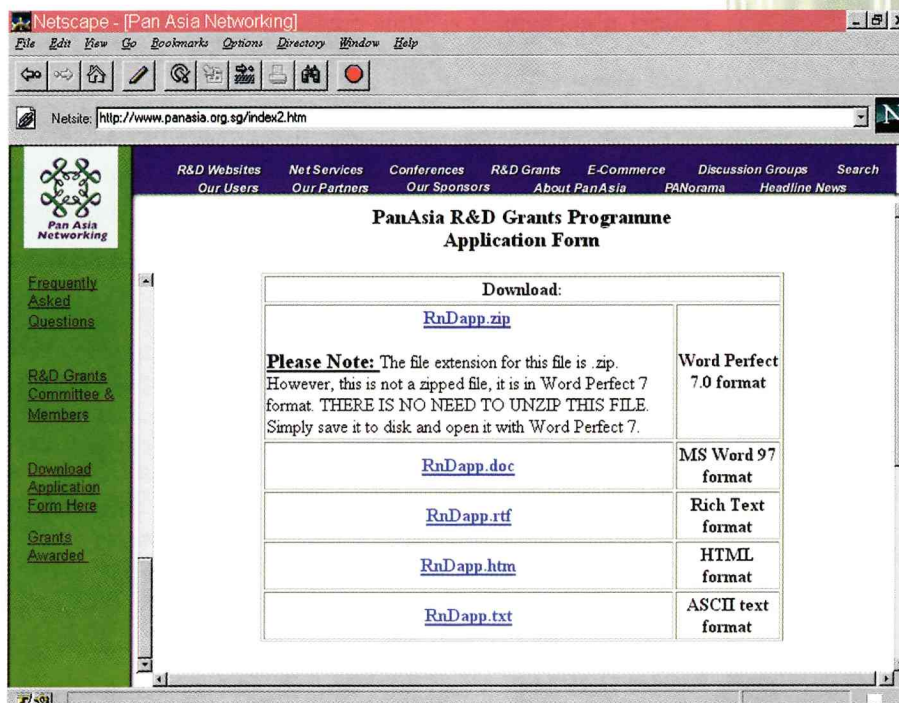 Netscape - [Pan Asia Networking]
File Edit View Go Bookmarks Options Directory Window Help
Netsite: http://www.panasia.org.sg/index2.htm
N
Pan Asia
Networking
R&D Websites Net Services Conferences R&D Grants E-Commerce Discussion Groups Search
Our Users Our Partners Our Sponsors About PanAsia PANorama Headline News
PanAsia R&D Grants Programme
Application Form
Frequently
Asked
Questions
R&D Grants
Committee &
Members
Download
Application
Form Here
Grants
Awarded
Download:
RnDapp.zip
Please Note: The file extension for this file is .zip.
However, this is not a zipped file, it is in Word Perfect 7
format. THERE IS NO NEED TO UNZIP THIS FILE.
Simply save it to disk and open it with Word Perfect 7.
Word Perfect
7.0 format
RnDapp.doc
MS Word 97
format
RnDapp.rtf
Rich Text
format
RnDapp.htm
HTML
format
RnDapp.txt
ASCII text
format